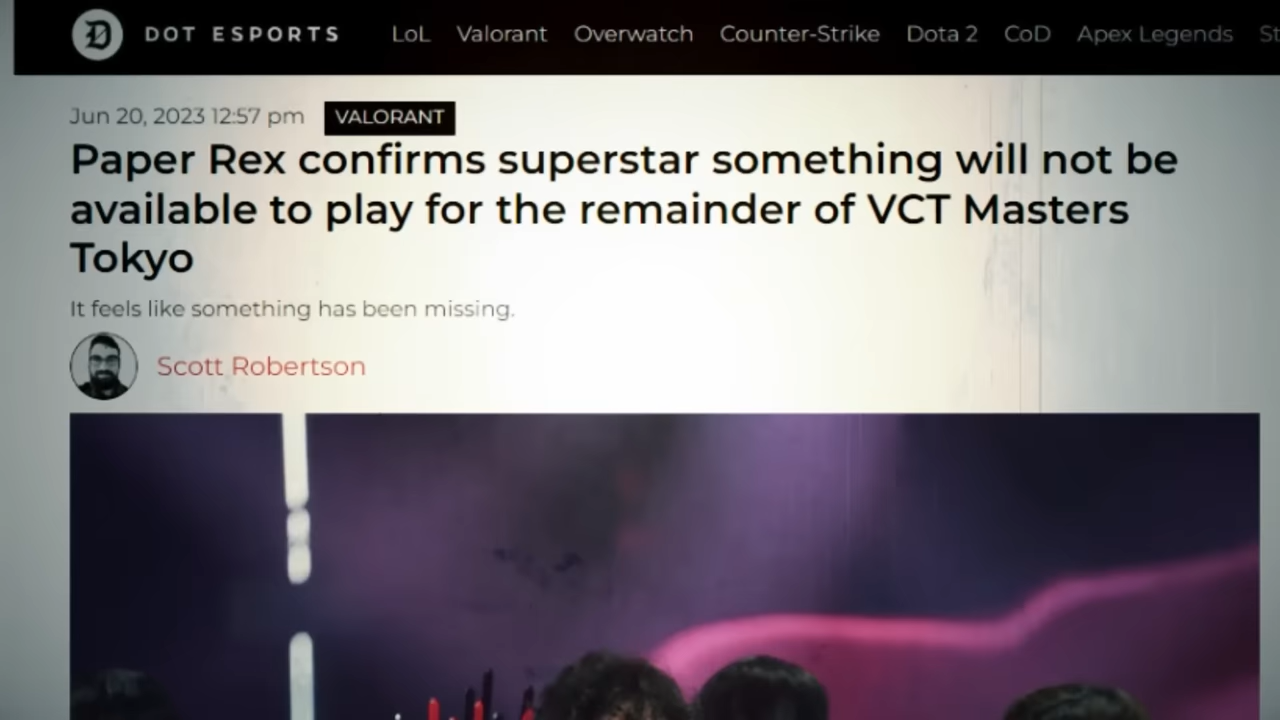 DOT ESPORTS LoL Valorant Overwatch Counter-Strike Dota 2 CoD Apex Legends St
Jun 20, 2023 12:57 pm VALORANT
Paper Rex confirms superstar something will not be
available to play for the remainder of VCT Masters
Tokyo
It feels like something has been missing.
Scott Robertson